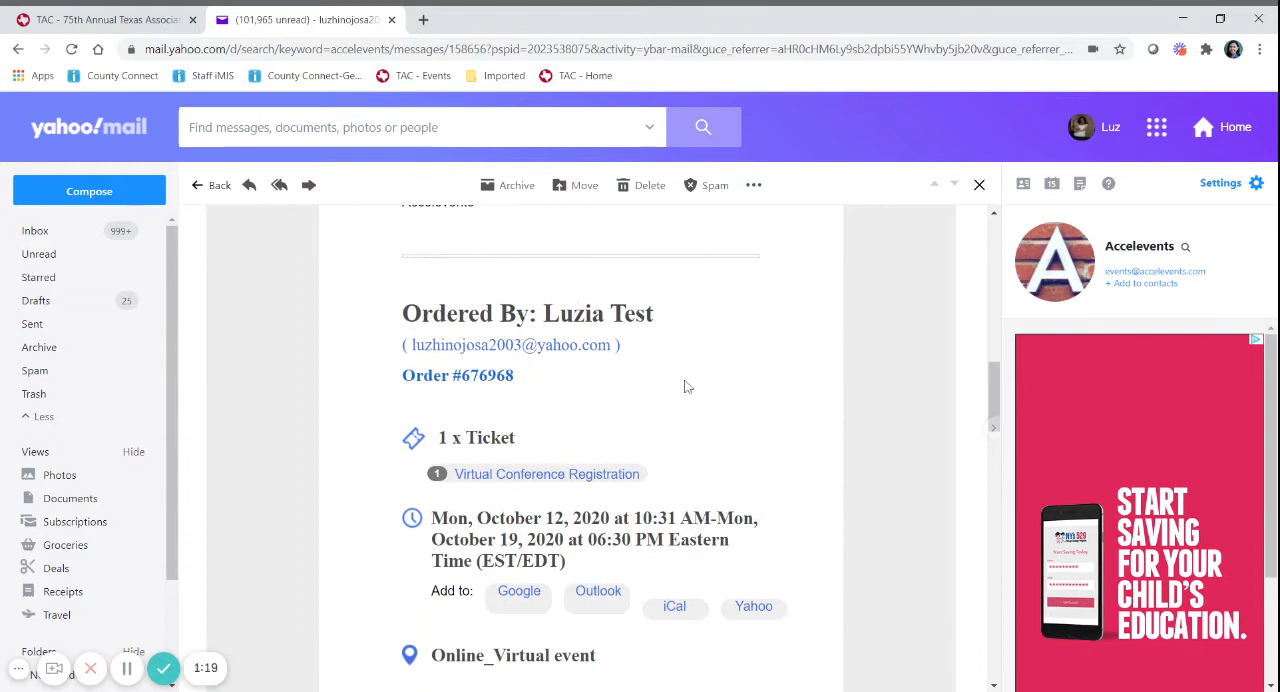 TAC - 75th Annual Texas Associa
(101,965 unread) - luzhinojosa20
mail.yahoo.com/d/search/keyword=accelevents/messages/158656?pspid=2023538075&activity=ybar-mail&guce_referrer=aHR0cHM6Ly9sb2dpbi55YWhvby5jb20v&guce_referrer_...
Apps
County Connect
Staff iMIS
County Connect-Ge...
TAC - Events
Imported
TAC - Home
yahoo!mail
Find messages, documents, photos or people
Luz
Home
Compose
Back
Archive
Move
Delete
Spam
Settings
Inbox 999+
Unread
Starred
Drafts 25
Sent
Archive
Spam
Trash
Less
Views Hide
Photos
Documents
Subscriptions
Groceries
Deals
Receipts
Travel
Folders Hide
1:19
Accelevents
Ordered By: Luzia Test
( luzhinojosa2003@yahoo.com )
Order #676968
1 x Ticket
1 Virtual Conference Registration
Mon, October 12, 2020 at 10:31 AM-Mon,
October 19, 2020 at 06:30 PM Eastern
Time (EST/EDT)
Add to: Google Outlook iCal Yahoo
Online_Virtual event
15
A
Accelevents
events@accelevents.com
+ Add to contacts
NY's 529
Start Saving Today
START
SAVING
FOR YOUR
CHILD'S
EDUCATION.